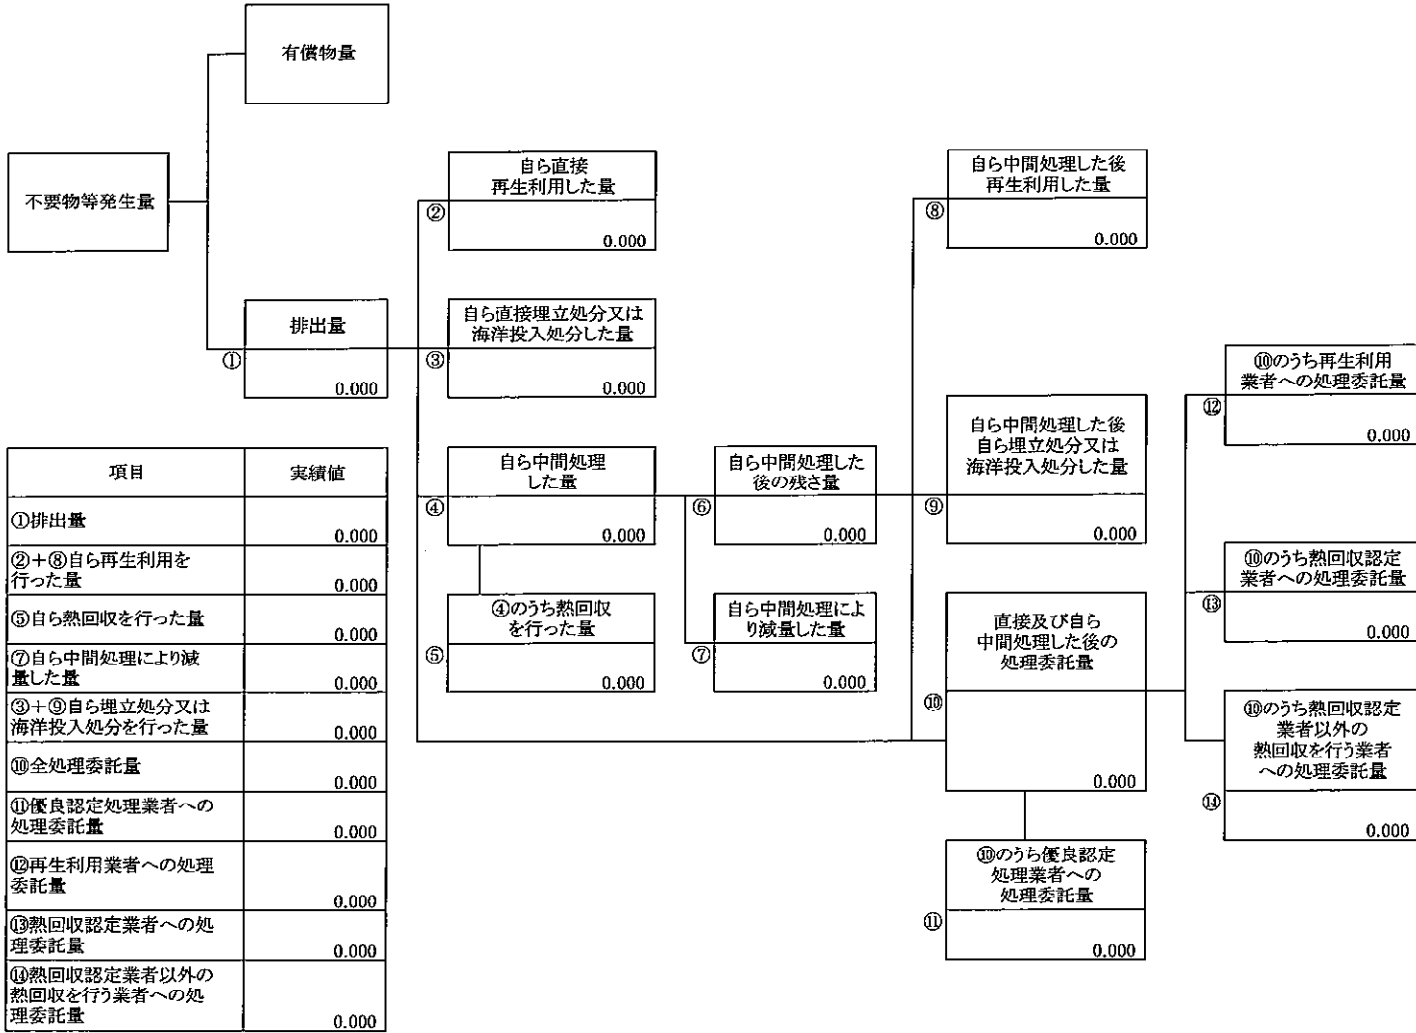 有償物量
不要物等発生量
①
排出量
0.000
②
自ら直接
再生利用した量
0.000
③
自ら直接埋立処分又は
海洋投入処分した量
0.000
④
自ら中間処理
した量
0.000
⑤
④のうち熱回収
を行った量
0.000
⑥
自ら中間処理した
後の残さ量
0.000
⑦
自ら中間処理によ
り減量した量
0.000
⑧
自ら中間処理した後
再生利用した量
0.000
⑨
自ら中間処理した後
自ら埋立処分又は
海洋投入処分した量
0.000
⑩
直接及び自ら
中間処理した後の
処理委託量
0.000
⑪
⑩のうち優良認定
処理業者への
処理委託量
0.000
⑫
⑩のうち再生利用
業者への処理委託量
0.000
⑬
⑩のうち熱回収認定
業者への処理委託量
0.000
⑭
⑩のうち熱回収認定
業者以外の
熱回収を行う業者
への処理委託量
0.000
項目 実績値
①排出量
0.000
②+⑧自ら再生利用を
行った量
0.000
⑤自ら熱回収を行った量
0.000
⑦自ら中間処理により減
量した量
0.000
③+⑨自ら埋立処分又は
海洋投入処分を行った量
0.000
⑩全処理委託量
0.000
⑪優良認定処理業者への
処理委託量
0.000
⑫再生利用業者への処理
委託量
0.000
⑬熱回収認定業者への処
理委託量
0.000
⑭熱回収認定業者以外の
熱回収を行う業者への処
理委託量
0.000